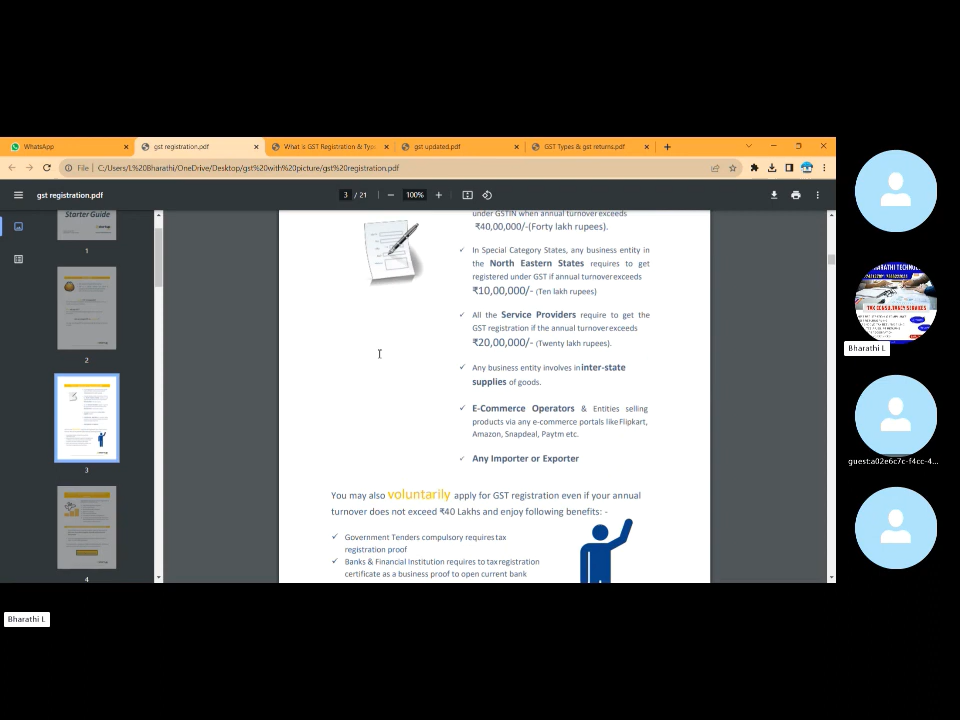 WhatsApp
gst registration.pdf
What is GST Registration & Typ
gst updated.pdf
GST Types & gst returns.pdf
File
C:/Users/L%20Bharathi/OneDrive/Desktop/gst%20with%20picture/gst%20registration.pdf
gst registration.pdf
3 / 21
100%
Starter Guide
1
2
3
4
under GSTIN when annual turnover exceeds
₹40,00,000/-(Forty lakh rupees).
✓ In Special Category States, any business entity in
the North Eastern States requires to get
registered under GST if annual turnover exceeds
₹10,00,000/- (Ten lakh rupees)
✓ All the Service Providers require to get the
GST registration if the annual turnover exceeds
₹20,00,000/- (Twenty lakh rupees).
✓ Any business entity involves in inter-state
supplies of goods.
✓ E-Commerce Operators & Entities selling
products via any e-commerce portals like Flipkart,
Amazon, Snapdeal, Paytm etc.
✓ Any Importer or Exporter
You may also voluntarily apply for GST registration even if your annual
turnover does not exceed ₹40 Lakhs and enjoy following benefits: -
✓ Government Tenders compulsory requires tax
registration proof
✓ Banks & Financial Institution requires to tax registration
certificate as a business proof to open current bank
BHARATHI TECHNOL
TAX CONSULTANCY SERVICES
Bharathi L
guest:a02e6c7c-f4cc-4...
Bharathi L